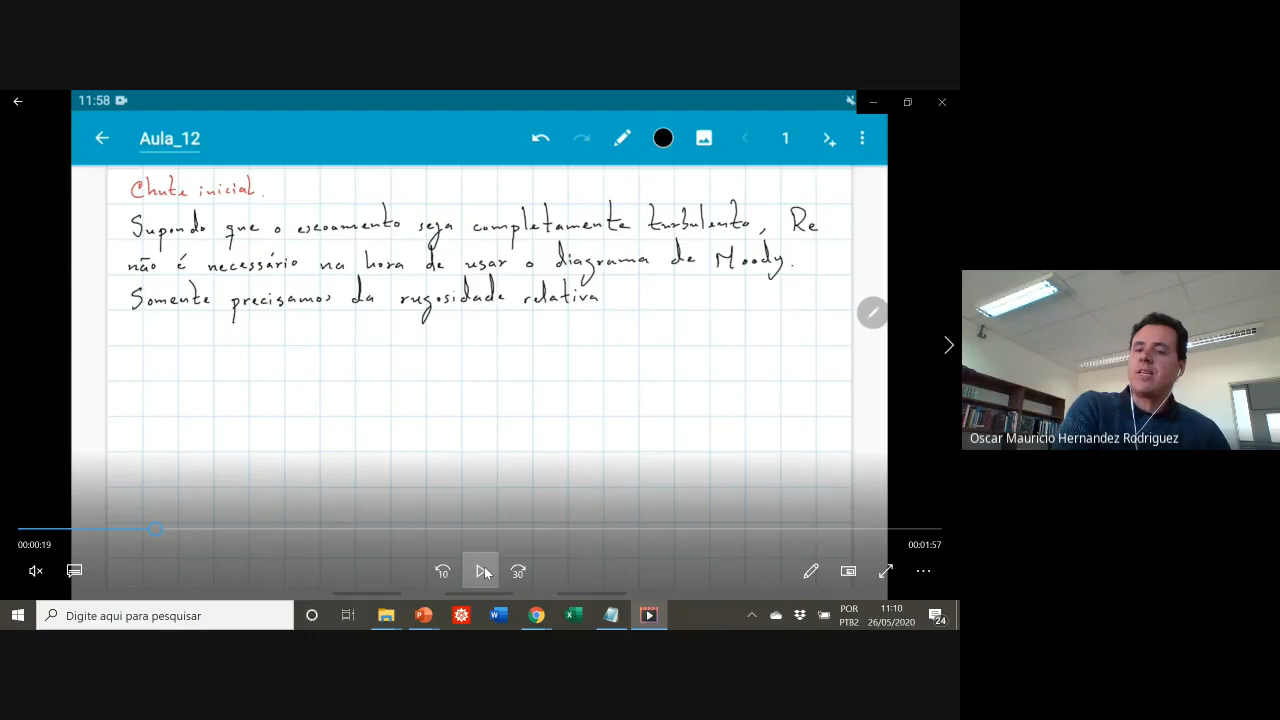 11:58
Aula_12
1
Chute inicial.
Supondo que o escoamento seja completamente turbulento, Re
não é necessário na hora de usar o diagrama de Moody.
Somente precisamos da rugosidade relativa
Oscar Mauricio Hernandez Rodriguez
00:00:19
00:01:57
10
30
Digite aqui para pesquisar
POR
PTB2
11:10
26/05/2020
24